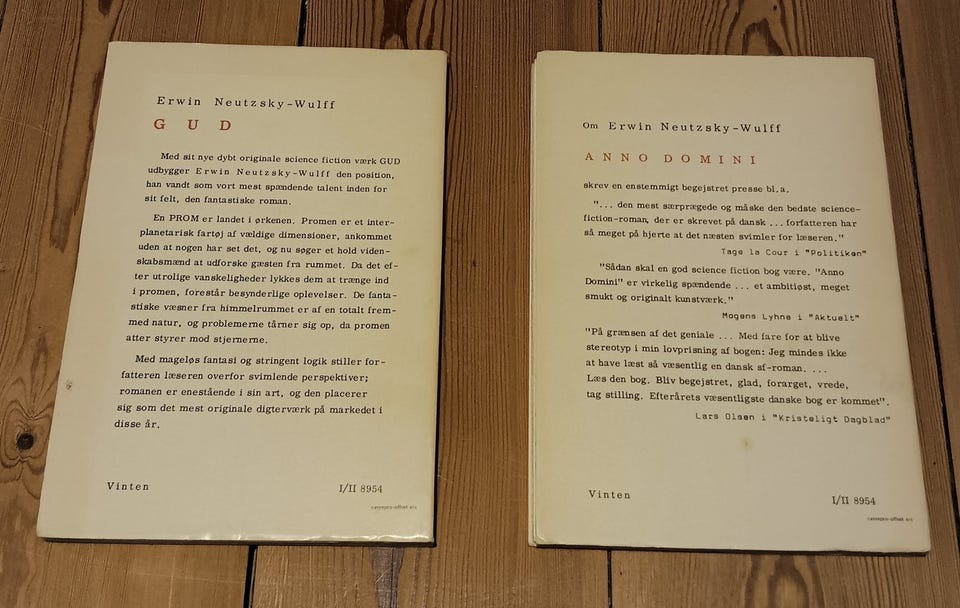 Erwin Neutzsky-Wulff
GUD
Med sit nye dybt originale science fiction værk GUD
udbygger Erwin Neutzsky-Wulff den position,
han vandt som vort mest spændende talent inden for
sit felt, den fantastiske roman.
En PROM er landet i ørkenen. Promen er et inter-
planetarisk fartøj af vældige dimensioner, ankommet
uden at nogen har set det, og nu søger et hold viden-
skabsmænd at udforske gæsten fra rummet. Da det ef-
ter utrolige vanskeligheder lykkes dem at trænge ind
i promen, forestår besynderlige oplevelser. De fanta-
stiske væsner fra himmelrummet er af en totalt frem-
med natur, og problemerne tårner sig op, da promen
atter styrer mod stjernerne.
Med mageløs fantasi og stringent logik stiller for-
fatteren læseren overfor svimlende perspektiver;
romanen er enestående i sin art, og den placerer
sig som det mest originale digterværk på markedet i
disse år.
Vinten
I/II 8954
Om Erwin Neutzsky-Wulff
ANNO DOMINI
skrev en enstemmigt begejstret presse bl.a.
"... den mest særprægede og måske den bedste science-
fiction-roman, der er skrevet på dansk ... forfatteren har
så meget på hjerte at det næsten svimler for læseren."
Tage la Cour i "Politiken"
"Sådan skal en god science fiction bog være. "Anno
Domini" er virkelig spændende ... et ambitiøst, meget
smukt og originalt kunstværk."
Mogens Lyhne i "Aktuelt"
"På grænsen af det geniale ... Med fare for at blive
stereotyp i min lovprisning af bogen: Jeg mindes ikke
at have læst så væsentlig en dansk sf-roman. ...
Læs den bog. Bliv begejstret, glad, forarget, vrede,
tag stilling. Efterårets væsentligste danske bog er kommet".
Lars Olsen i "Kristeligt Dagblad"
Vinten
I/II 8954